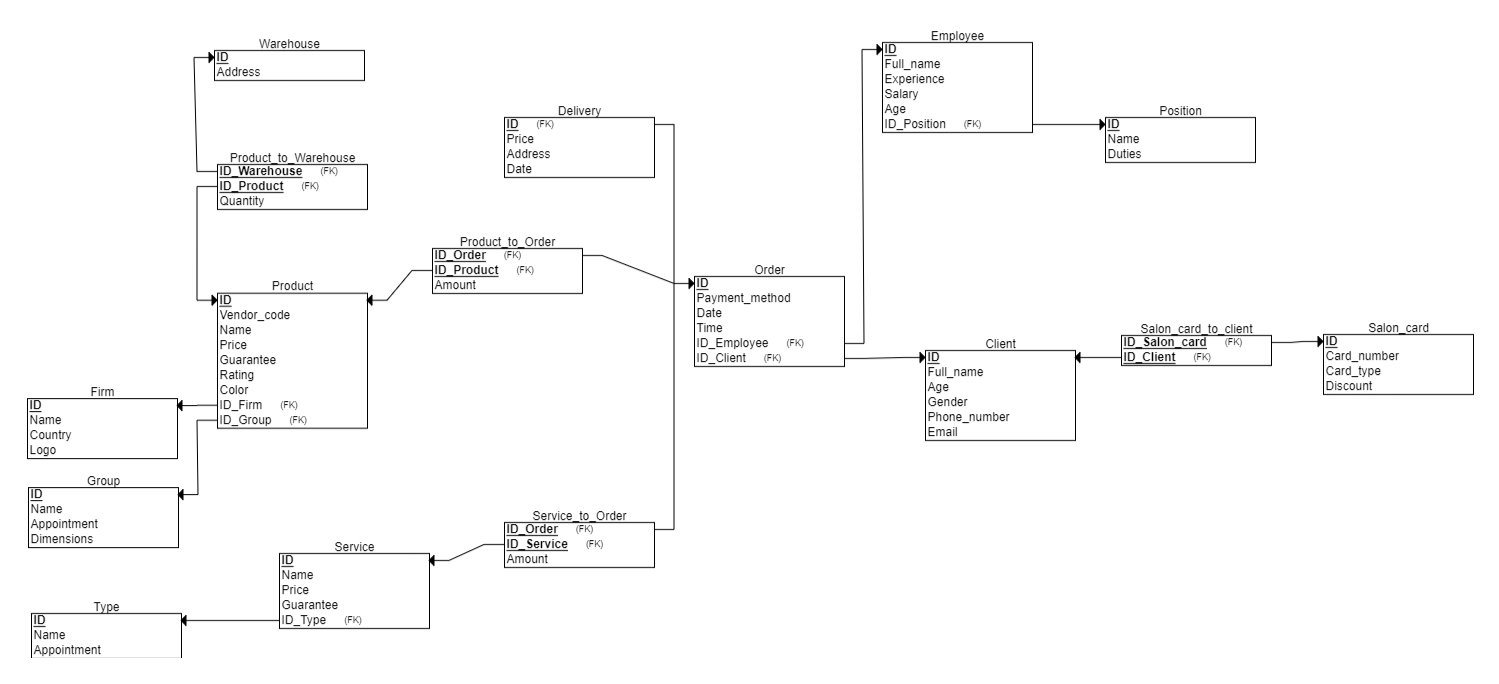 Warehouse
ID
Address
Product_to_Warehouse
ID_Warehouse (FK)
ID_Product (FK)
Quantity
Delivery
ID (FK)
Price
Address
Date
Employee
ID
Full_name
Experience
Salary
Age
ID_Position (FK)
Position
ID
Name
Duties
Product_to_Order
ID_Order (FK)
ID_Product (FK)
Amount
Product
ID
Vendor_code
Name
Price
Guarantee
Rating
Color
ID_Firm (FK)
ID_Group (FK)
Order
ID
Payment_method
Date
Time
ID_Employee (FK)
ID_Client (FK)
Client
ID
Full_name
Age
Gender
Phone_number
Email
Salon_card_to_client
ID_Salon_card (FK)
ID_Client (FK)
Salon_card
ID
Card_number
Card_type
Discount
Firm
ID
Name
Country
Logo
Group
ID
Name
Appointment
Dimensions
Service_to_Order
ID_Order (FK)
ID_Service (FK)
Amount
Service
ID
Name
Price
Guarantee
ID_Type (FK)
Type
ID
Name
Appointment